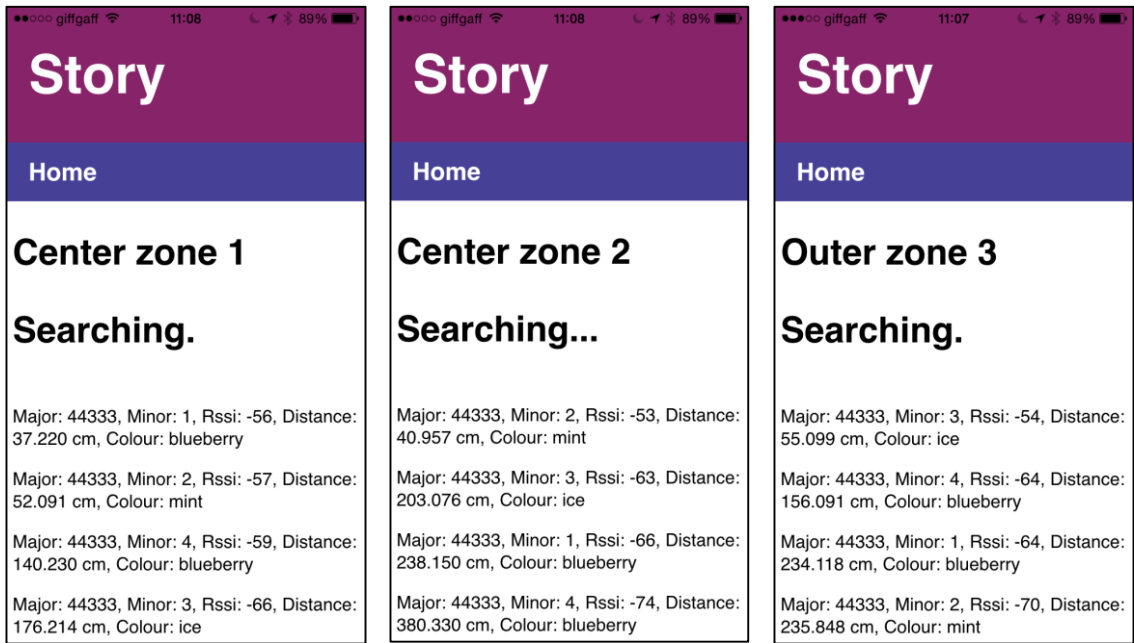 giffgaff 11:08 89%
Story
Home
Center zone 1
Searching.
Major: 44333, Minor: 1, Rssi: -56, Distance:
37.220 cm, Colour: blueberry
Major: 44333, Minor: 2, Rssi: -57, Distance:
52.091 cm, Colour: mint
Major: 44333, Minor: 4, Rssi: -59, Distance:
140.230 cm, Colour: blueberry
Major: 44333, Minor: 3, Rssi: -66, Distance:
176.214 cm, Colour: ice
giffgaff 11:08 89%
Story
Home
Center zone 2
Searching...
Major: 44333, Minor: 2, Rssi: -53, Distance:
40.957 cm, Colour: mint
Major: 44333, Minor: 3, Rssi: -63, Distance:
203.076 cm, Colour: ice
Major: 44333, Minor: 1, Rssi: -66, Distance:
238.150 cm, Colour: blueberry
Major: 44333, Minor: 4, Rssi: -74, Distance:
380.330 cm, Colour: blueberry
giffgaff 11:07 89%
Story
Home
Outer zone 3
Searching.
Major: 44333, Minor: 3, Rssi: -54, Distance:
55.099 cm, Colour: ice
Major: 44333, Minor: 4, Rssi: -64, Distance:
156.091 cm, Colour: blueberry
Major: 44333, Minor: 1, Rssi: -64, Distance:
234.118 cm, Colour: blueberry
Major: 44333, Minor: 2, Rssi: -70, Distance:
235.848 cm, Colour: mint